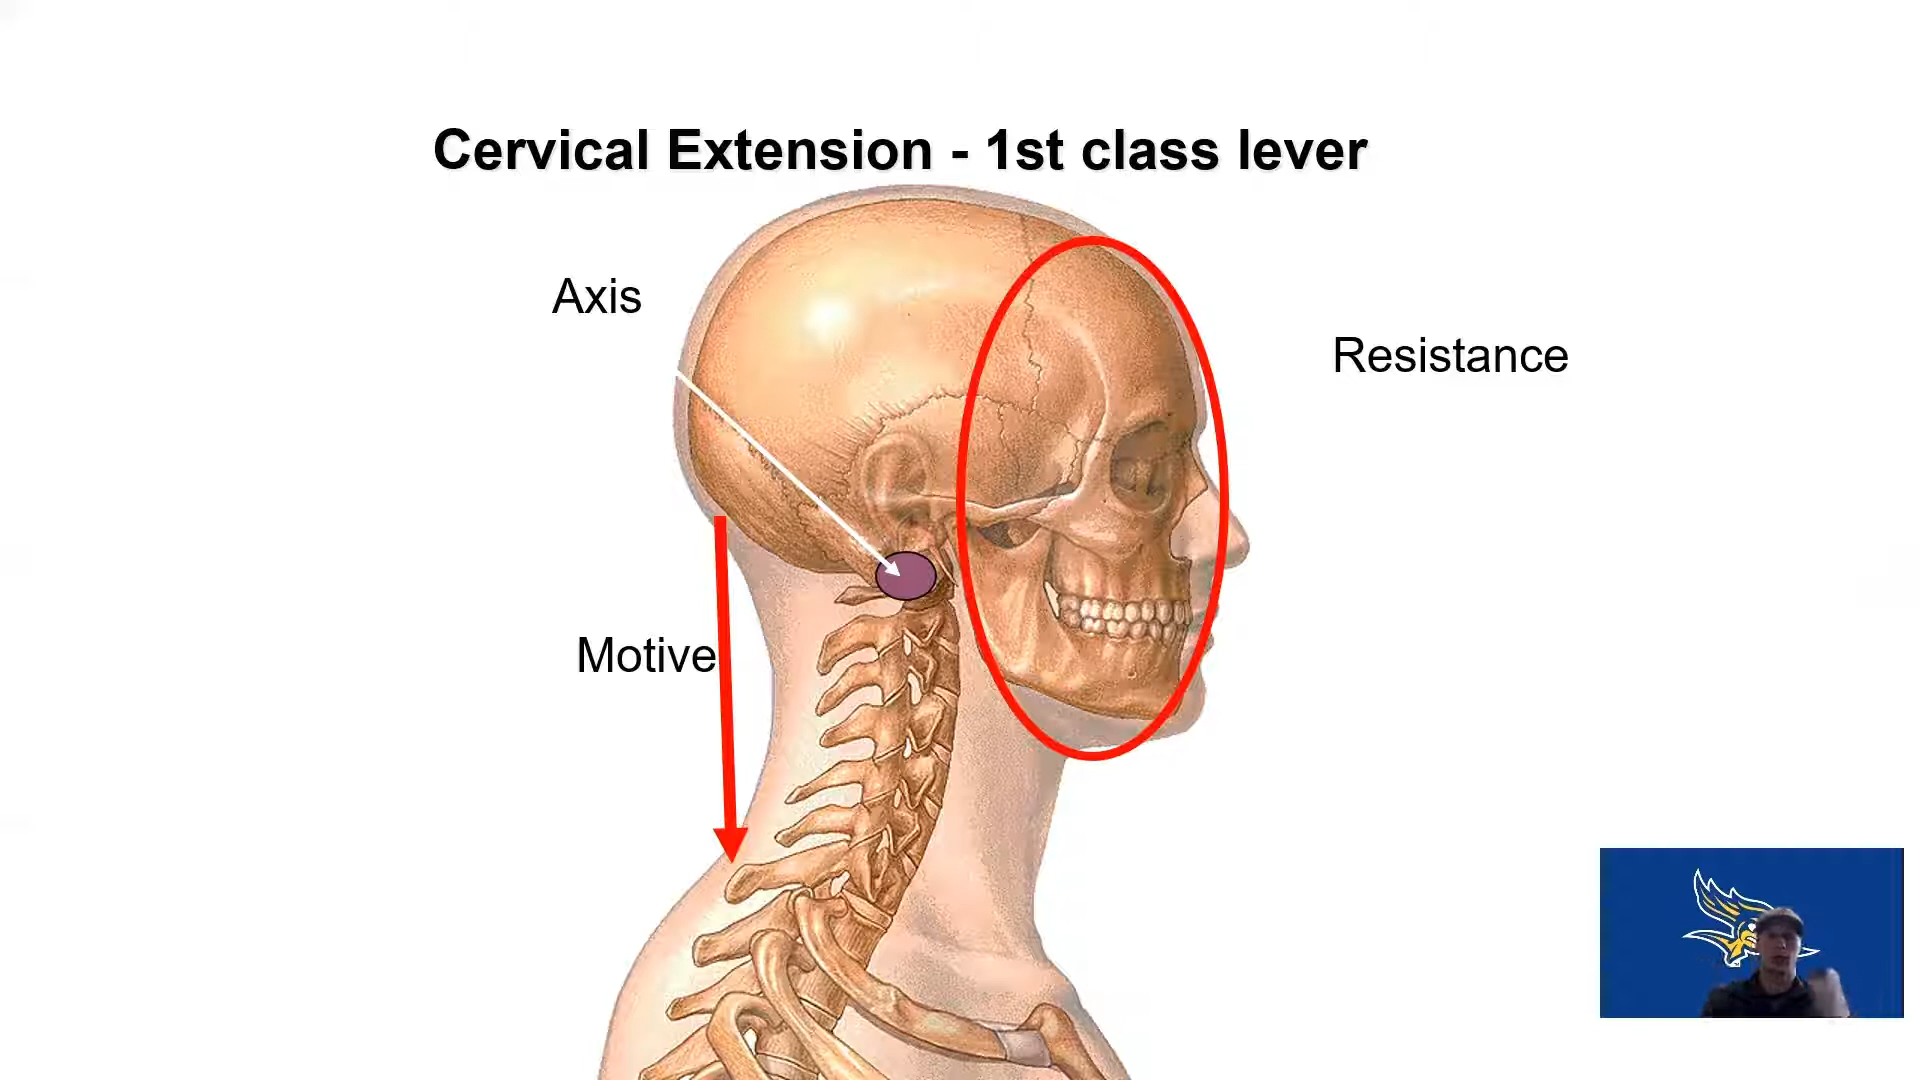 Cervical Extension - 1st class lever
Axis
Resistance
Motive